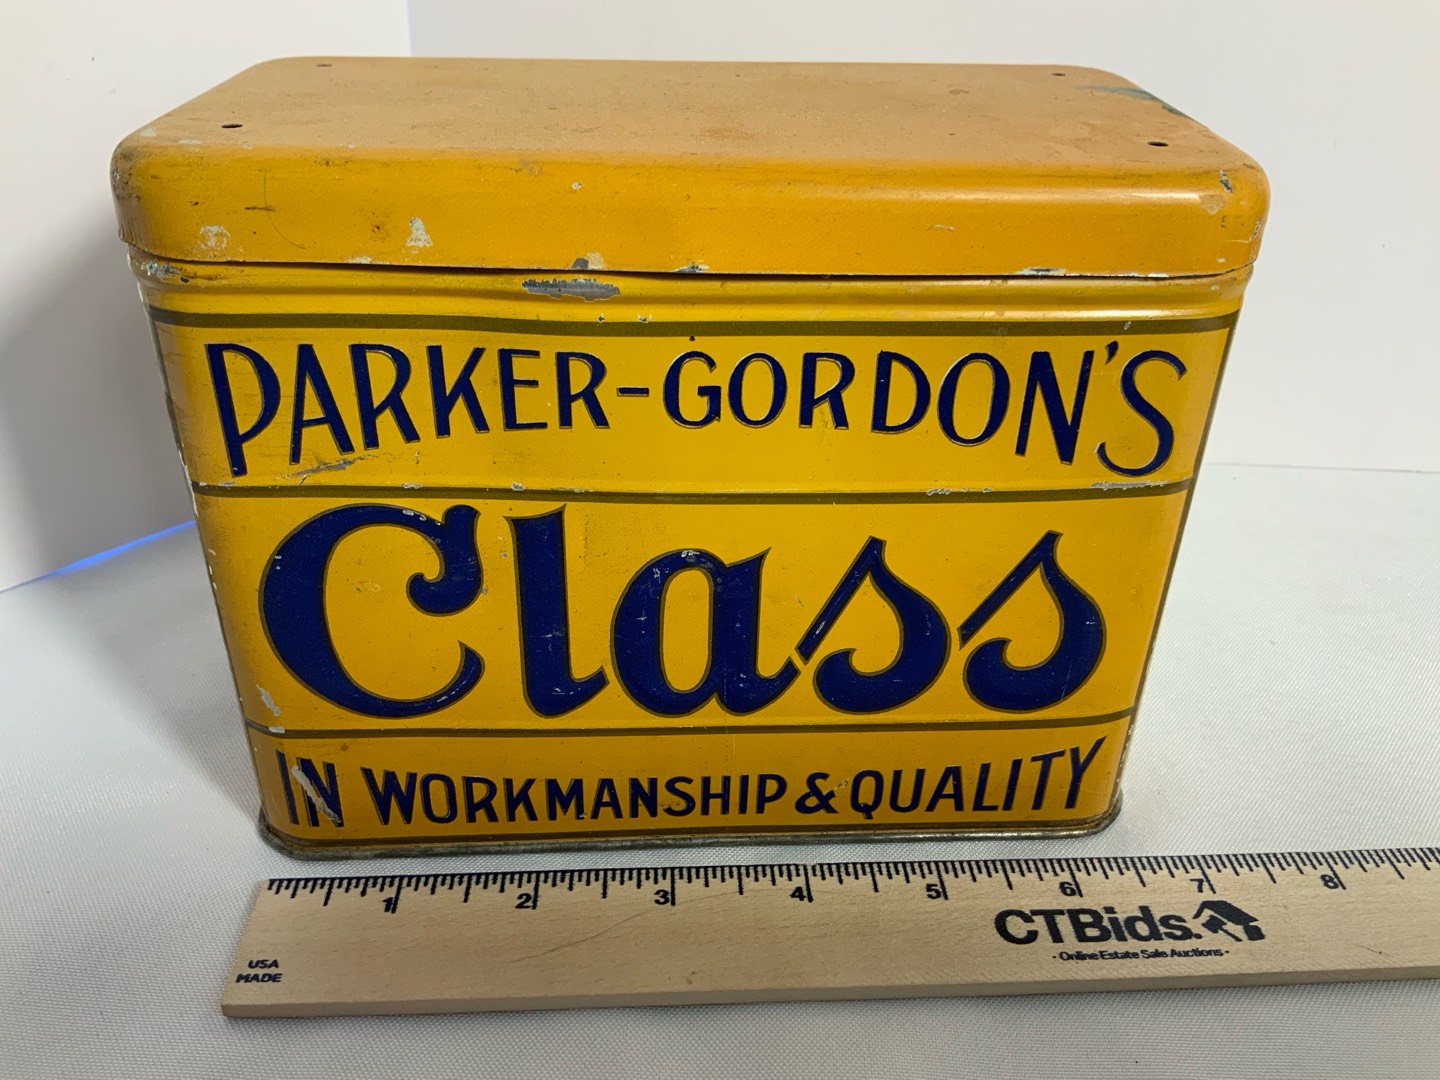 PARKER-GORDON'S
Class
IN WORKMANSHIP & QUALITY
1 2 3 4 5 6 7 8
CTBids.
· Online Estate Sale Auctions ·
USA
MADE